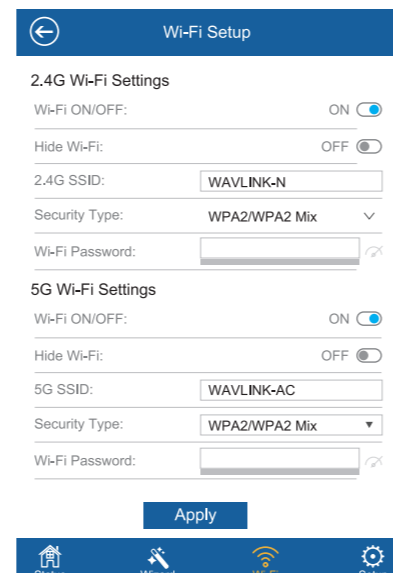 Wi-Fi Setup
2.4G Wi-Fi Settings
Wi-Fi ON/OFF: ON
Hide Wi-Fi: OFF
2.4G SSID: WAVLINK-N
Security Type: WPA2/WPA2 Mix
Wi-Fi Password:
5G Wi-Fi Settings
Wi-Fi ON/OFF: ON
Hide Wi-Fi: OFF
5G SSID: WAVLINK-AC
Security Type: WPA2/WPA2 Mix
Wi-Fi Password:
Apply